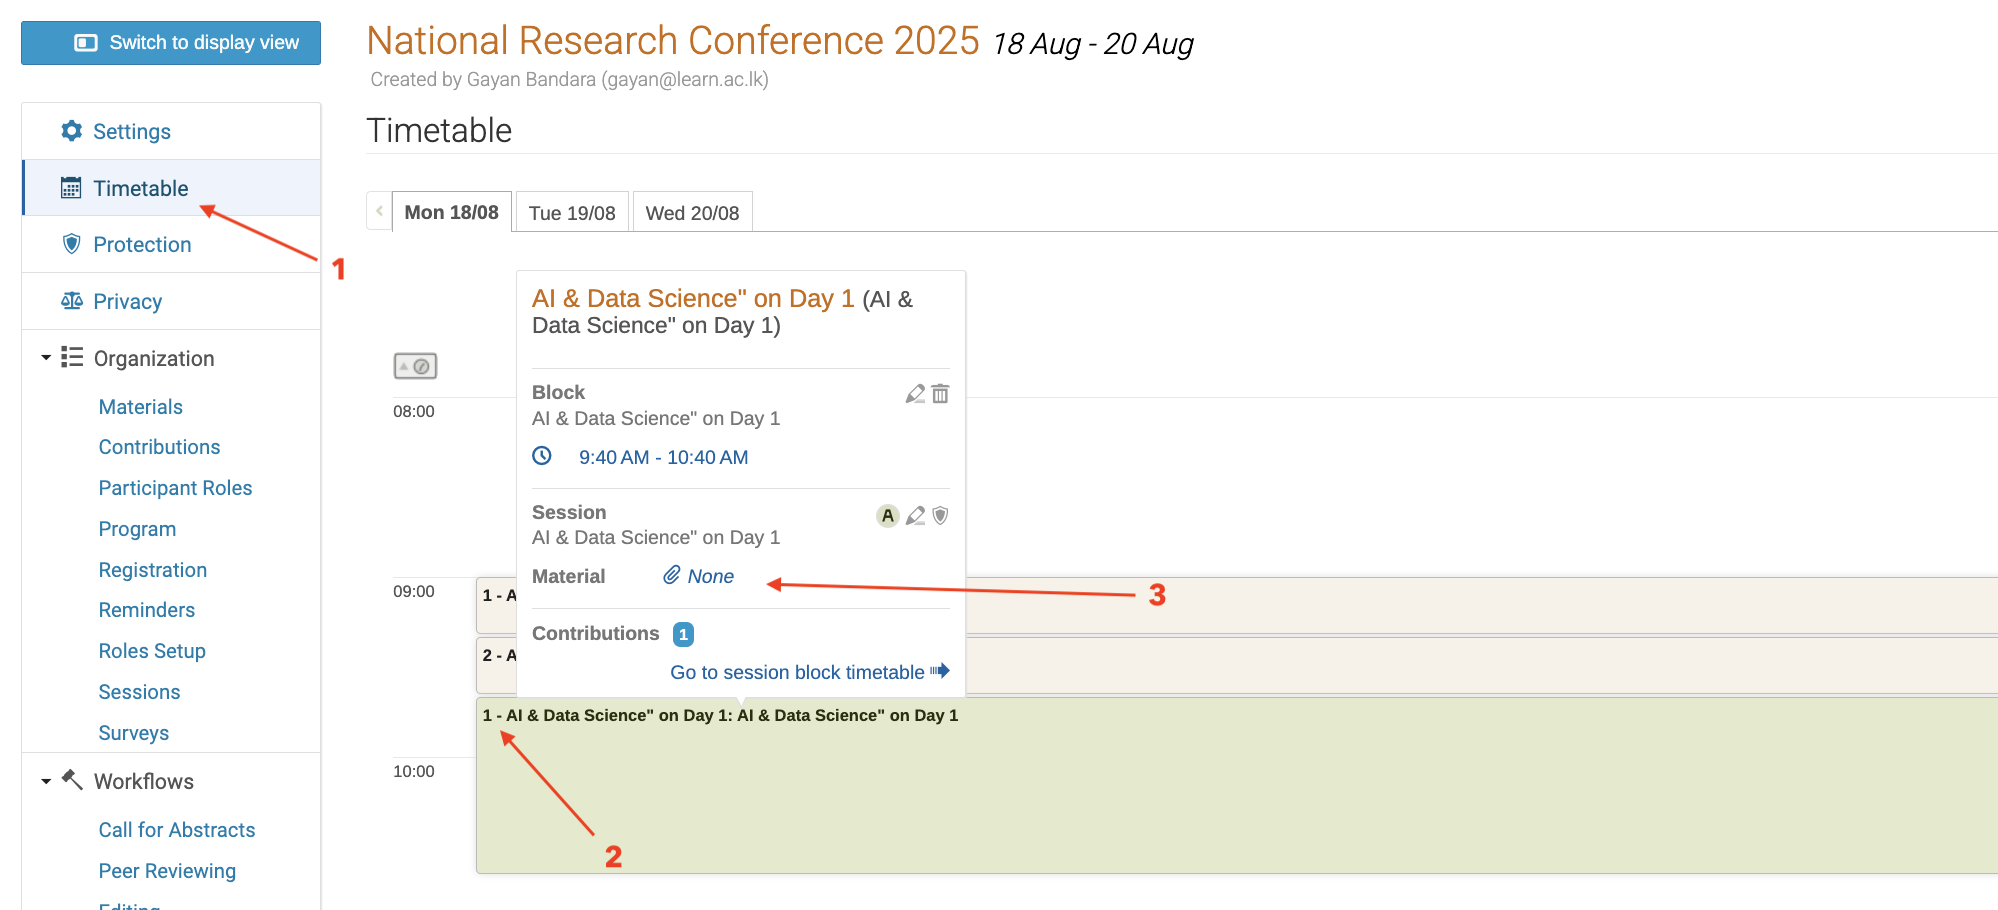 Switch to display view
National Research Conference 2025 18 Aug - 20 Aug
Created by Gayan Bandara (gayan@learn.ac.lk)
Settings
Timetable
Protection
Privacy
Organization
Materials
Contributions
Participant Roles
Program
Registration
Reminders
Roles Setup
Sessions
Surveys
Workflows
Call for Abstracts
Peer Reviewing
Editing
1
Timetable
Mon 18/08
Tue 19/08
Wed 20/08
AI & Data Science" on Day 1 (AI &
Data Science" on Day 1)
Block
AI & Data Science" on Day 1
9:40 AM - 10:40 AM
Session
A
AI & Data Science" on Day 1
Material None
3
Contributions 1
Go to session block timetable
08:00
09:00
1 - A
2 - A
1 - AI & Data Science" on Day 1: AI & Data Science" on Day 1
10:00
2